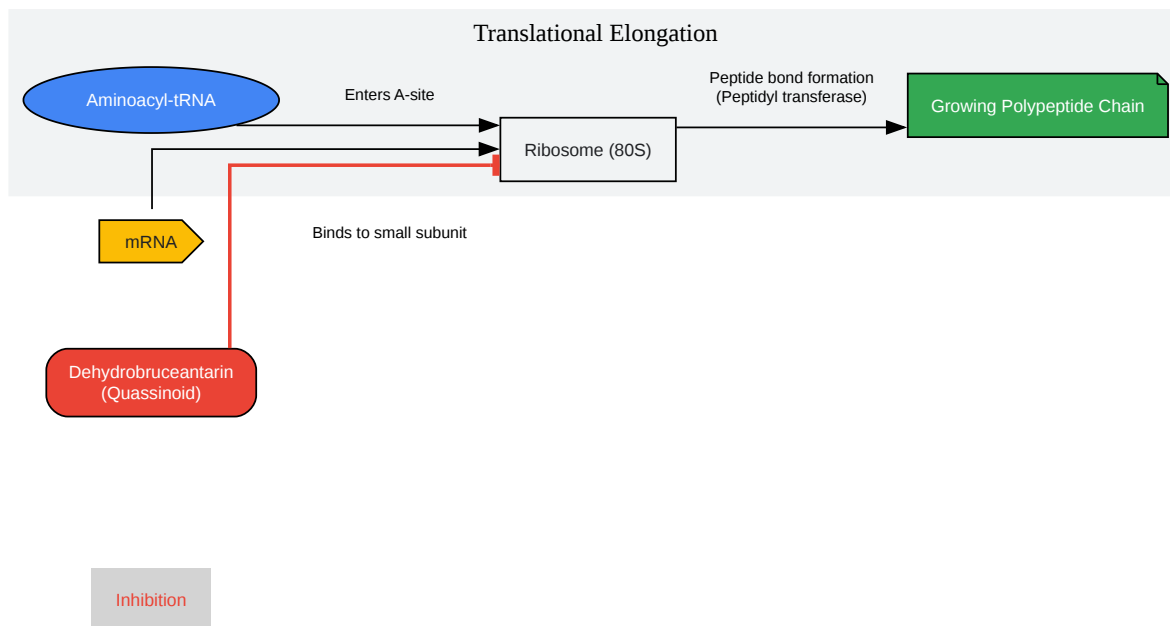 Translational Elongation
Aminoacyl-tRNA
Enters A-site
Peptide bond formation
(Peptidyl transferase)
Growing Polypeptide Chain
Ribosome (80S)
mRNA
Binds to small subunit
Dehydrobruceantarin
(Quassinoid)
Inhibition